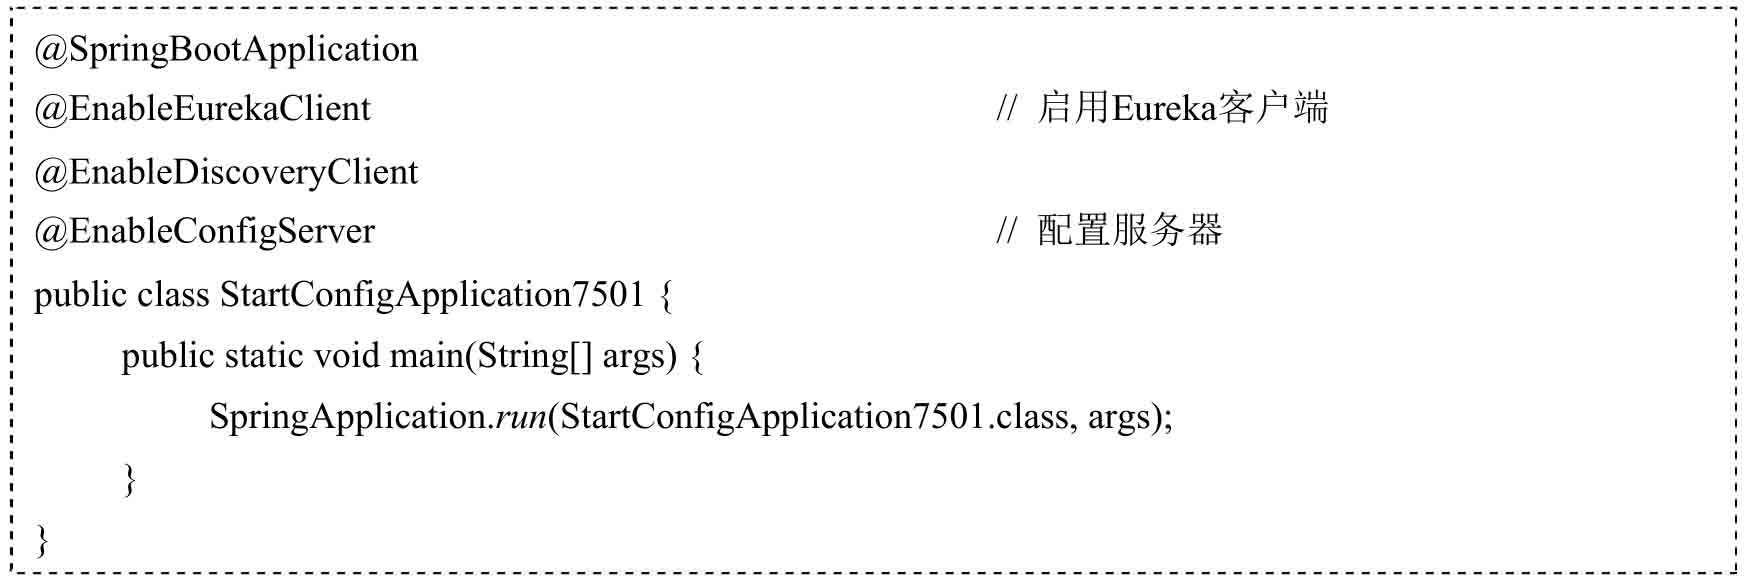 @SpringBootApplication
@EnableEurekaClient // 启用Eureka客户端
@EnableDiscoveryClient
@EnableConfigServer // 配置服务器
public class StartConfigApplication7501 {
public static void main(String[] args) {
SpringApplication.run(StartConfigApplication7501.class, args);
}
}